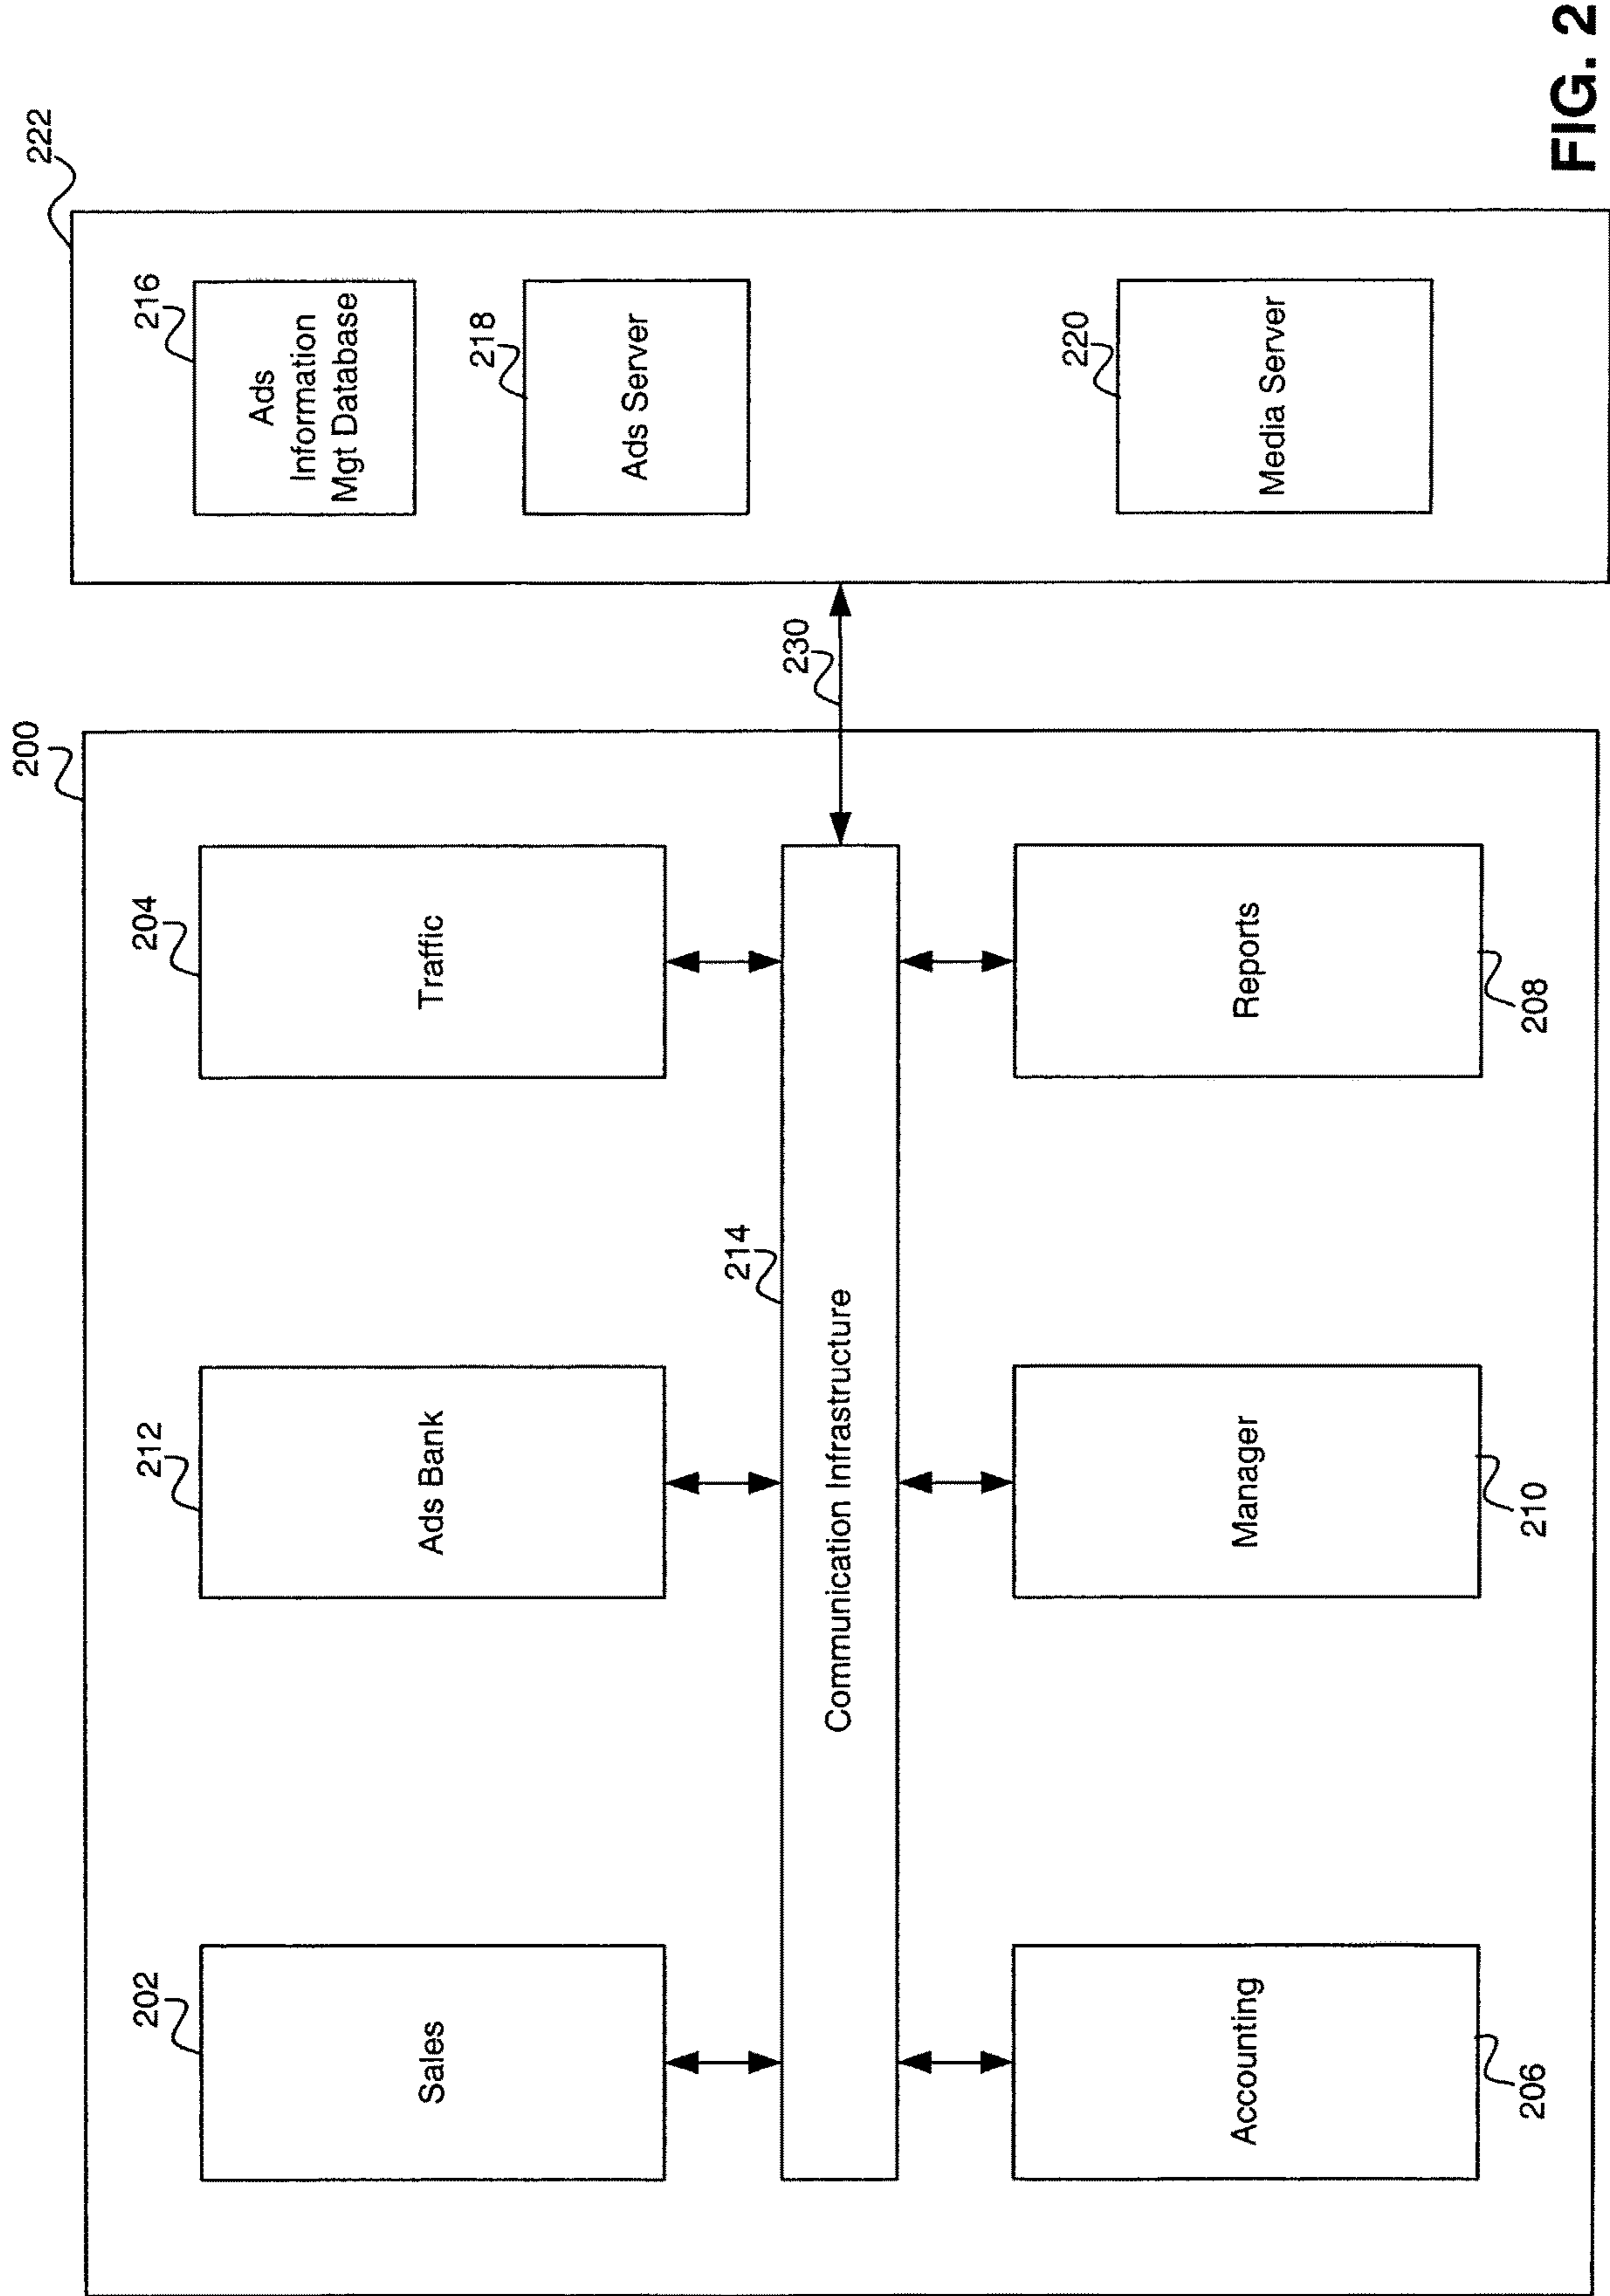 200
222
202
Sales
212
Ads Bank
204
Traffic
216
Ads
Information
Mgt Database
218
Ads Server
214
Communication Infrastructure
230
220
Media Server
Accounting
206
Manager
210
Reports
208
FIG. 2